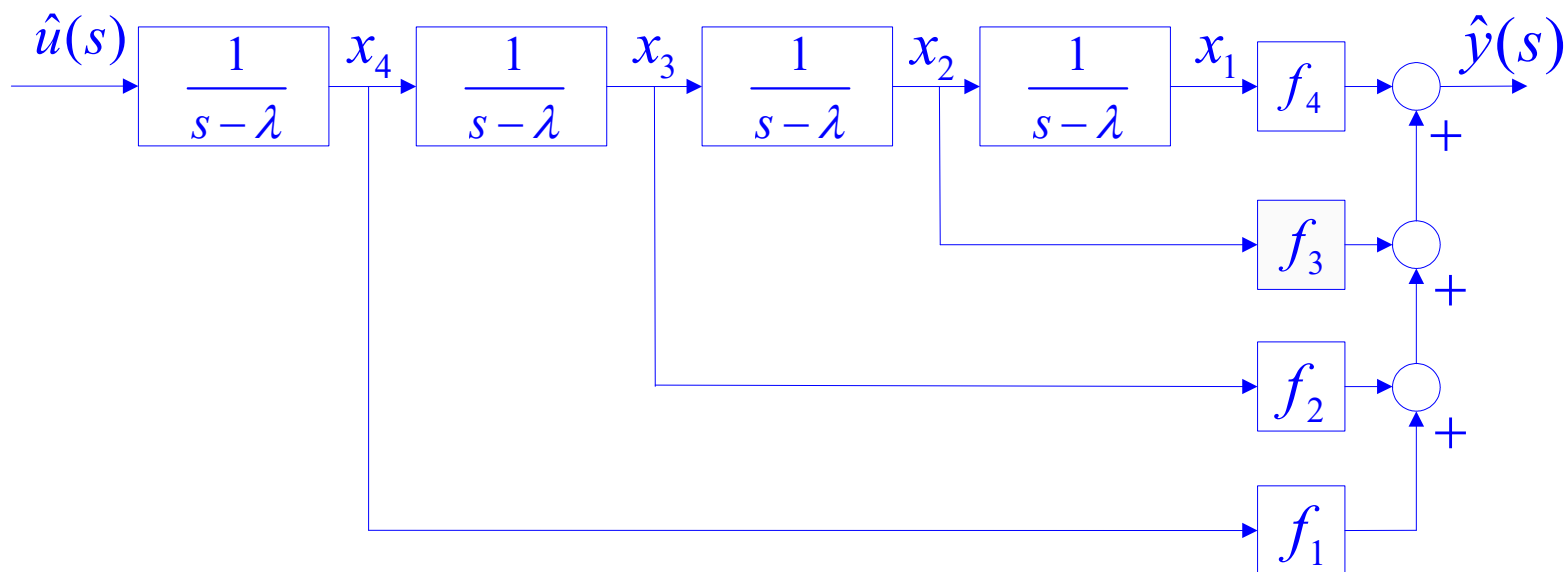 û(s) 1/(s−λ) x₄ 1/(s−λ) x₃ 1/(s−λ) x₂ 1/(s−λ) x₁ f₄ ŷ(s)
+
f₃
+
f₂
+
f₁